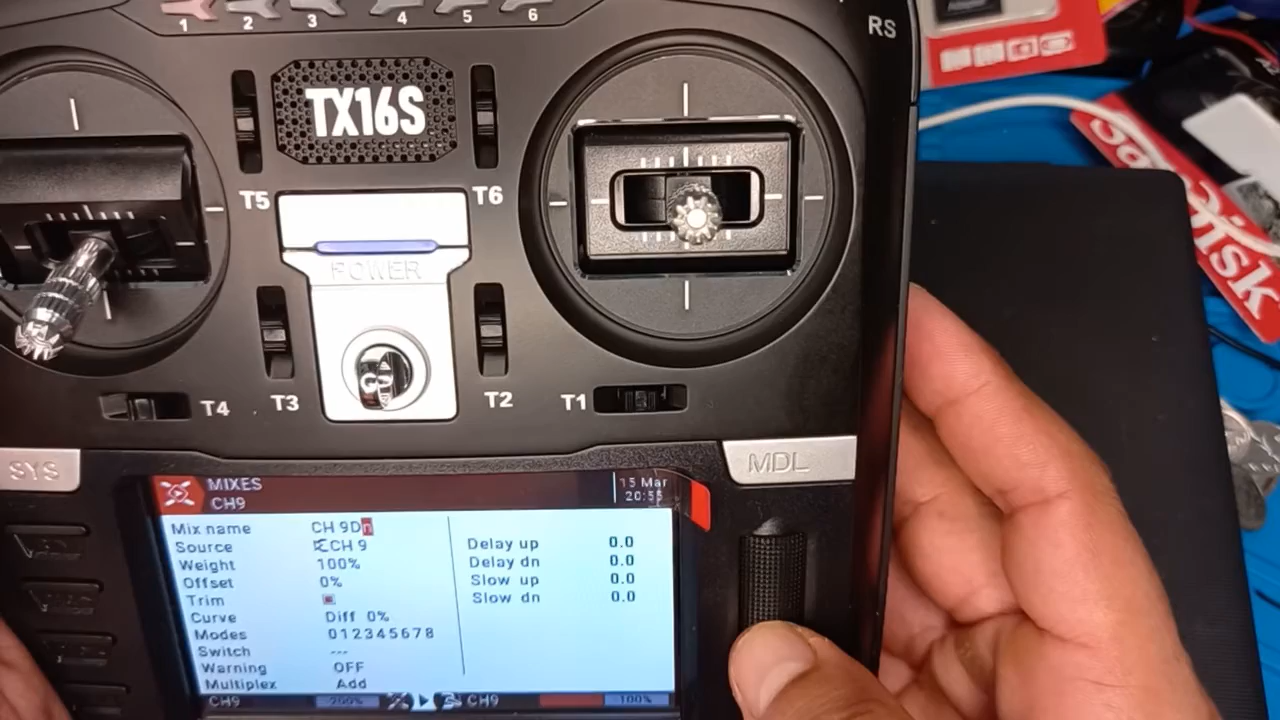 1 2 3 4 5 6
RS
TX16S
T5
T6
POWER
T4
T3
T2
T1
SYS
MDL
SanDisk
MIXES
CH9
15 Mar
20:55
Mix name CH 9Dn
Source CH 9
Weight 100%
Offset 0%
Trim
Curve Diff 0%
Modes 012345678
Switch ---
Warning OFF
Multiplex Add
Delay up 0.0
Delay dn 0.0
Slow up 0.0
Slow dn 0.0
CH9 200% CH9 100%